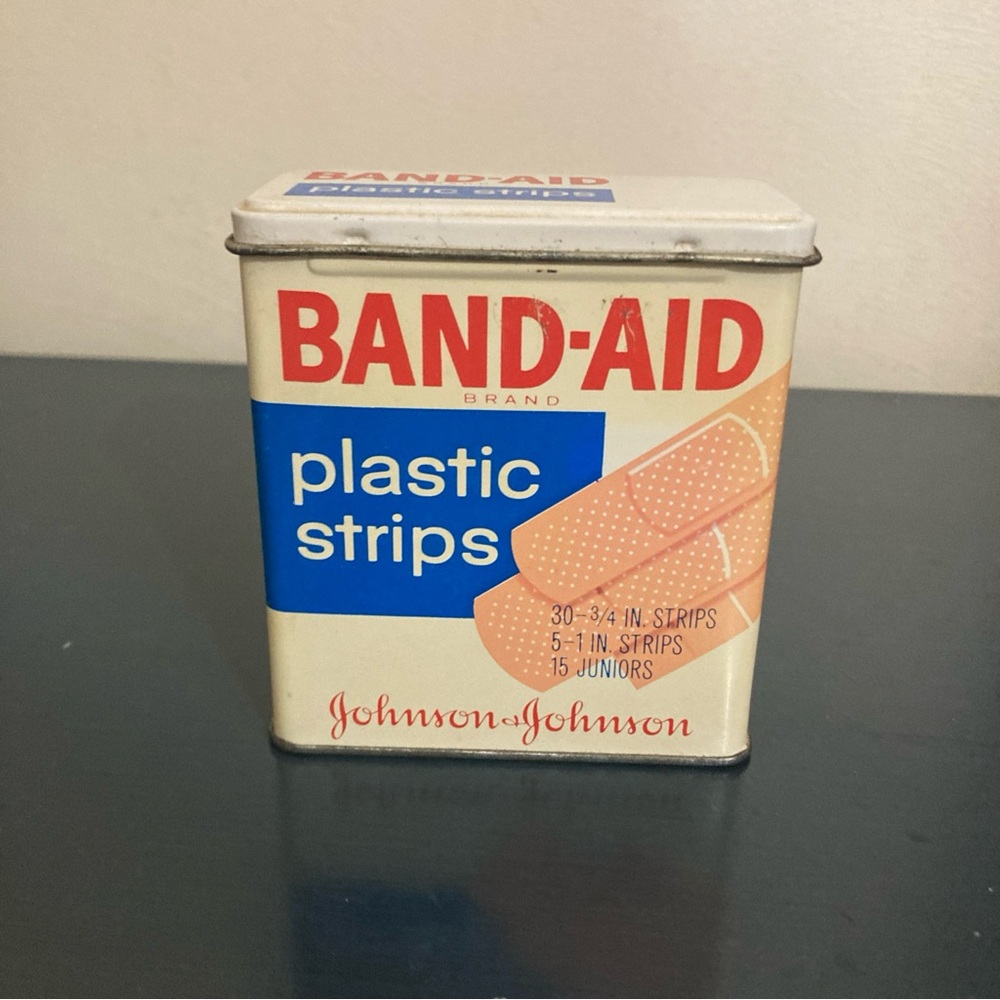 BAND-AID
plastic strips
BAND-AID
BRAND
plastic
strips
30-3/4 IN. STRIPS
5-1 IN. STRIPS
15 JUNIORS
Johnson & Johnson